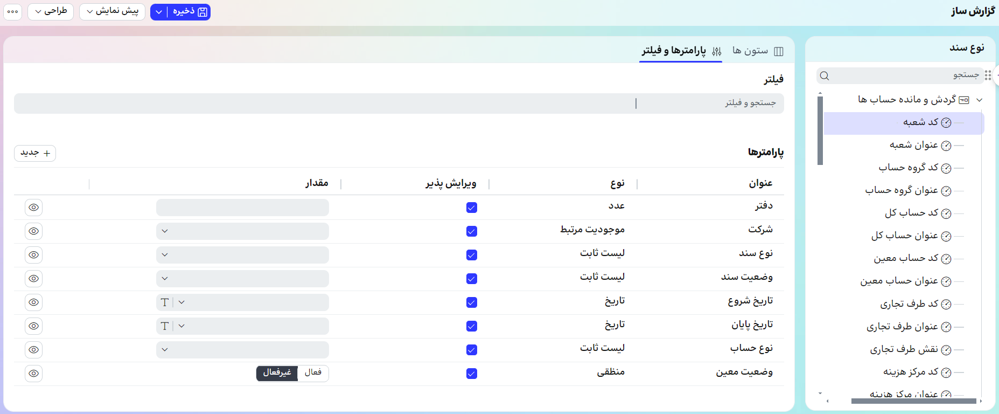 گزارش ساز
ذخیره
پیش نمایش
طراحی
نوع سند
جستجو
گردش و مانده حساب ها
کد شعبه
عنوان شعبه
کد گروه حساب
عنوان گروه حساب
کد حساب کل
عنوان حساب کل
کد حساب معین
عنوان حساب معین
کد طرف تجاری
عنوان طرف تجاری
نقش طرف تجاری
کد مرکز هزینه
عنوان مرکز هزینه
ستون ها
پارامترها و فیلتر
فیلتر
جستجو و فیلتر
پارامترها
+ جدید
عنوان نوع ویرایش پذیر مقدار
دفتر عدد
شرکت موجودیت مرتبط
نوع سند لیست ثابت
وضعیت سند لیست ثابت
تاریخ شروع تاریخ T
تاریخ پایان تاریخ T
نوع حساب لیست ثابت
وضعیت معین منظقی فعال غیرفعال